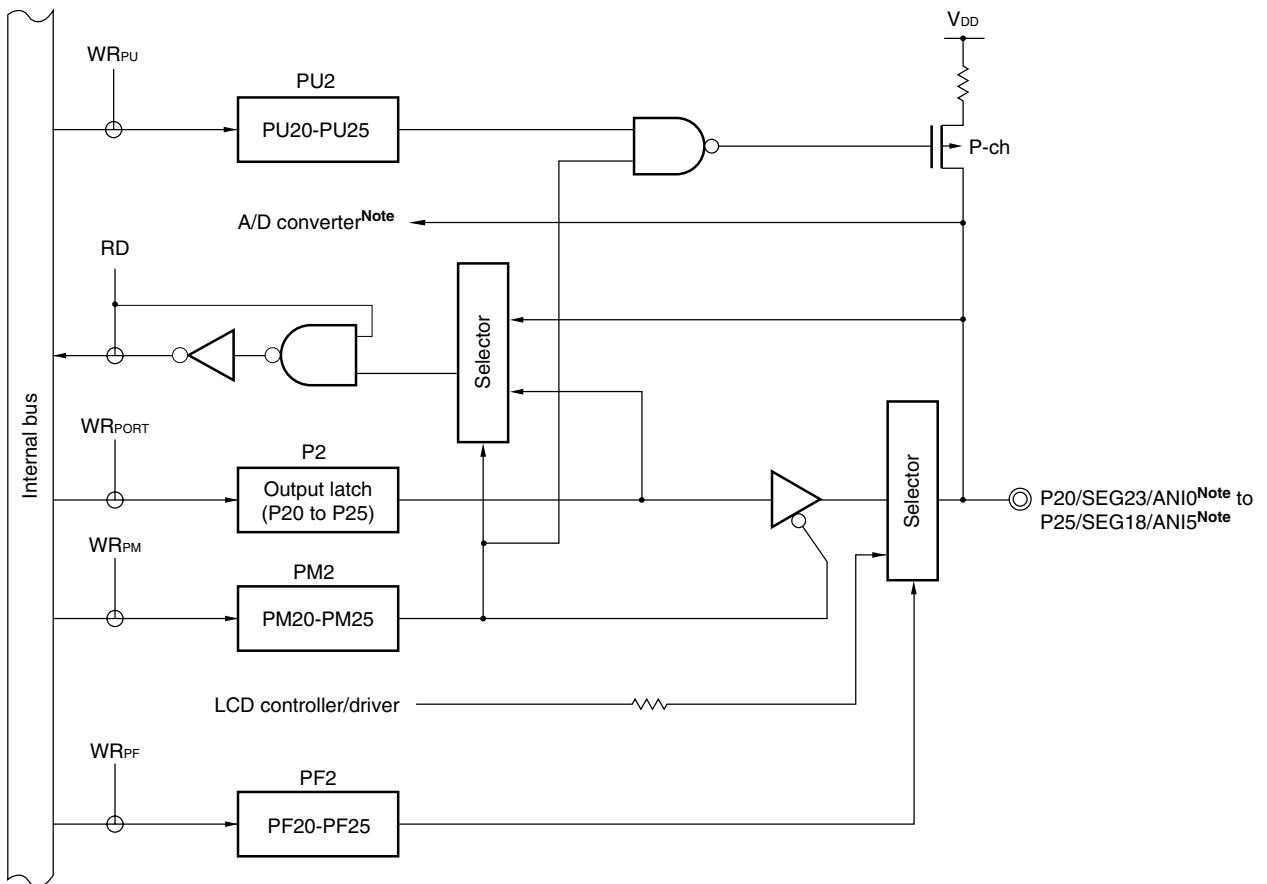 VDD
WRPU
PU2
PU20-PU25
P-ch
A/D converterNote
RD
Selector
Internal bus
WRPORT
P2
Output latch
(P20 to P25)
Selector
P20/SEG23/ANI0Note to
P25/SEG18/ANI5Note
WRPM
PM2
PM20-PM25
LCD controller/driver
WRPF
PF2
PF20-PF25